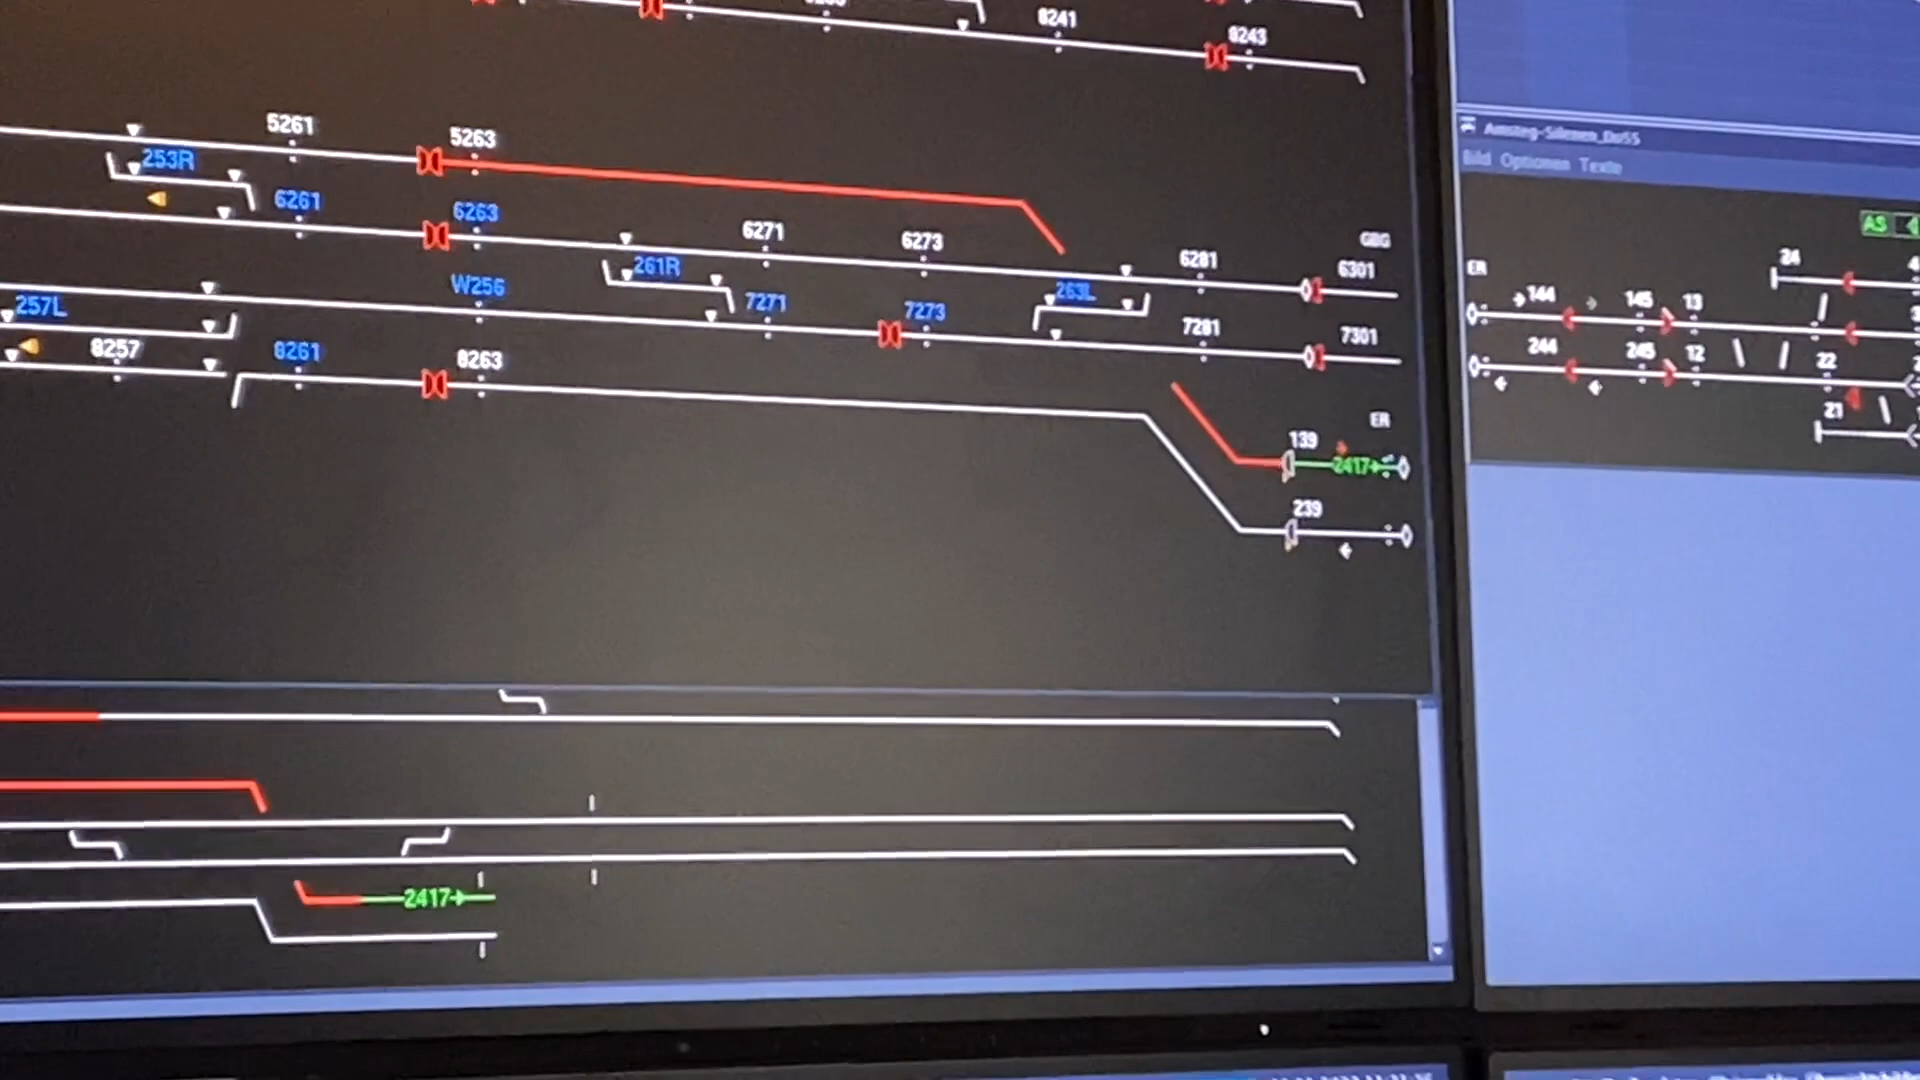 8241
8243
5261
5263
253R
6261
6263
6271
6273
6281
GBG
6301
261R
263L
W256
7271
7273
7281
7301
257L
8257
8261
8263
ER
139
2417
239
2417
Amsteg-Silenen_Du55
Bild Optionen Texte
AS
ER
24
144
145
13
244
245
12
22
21